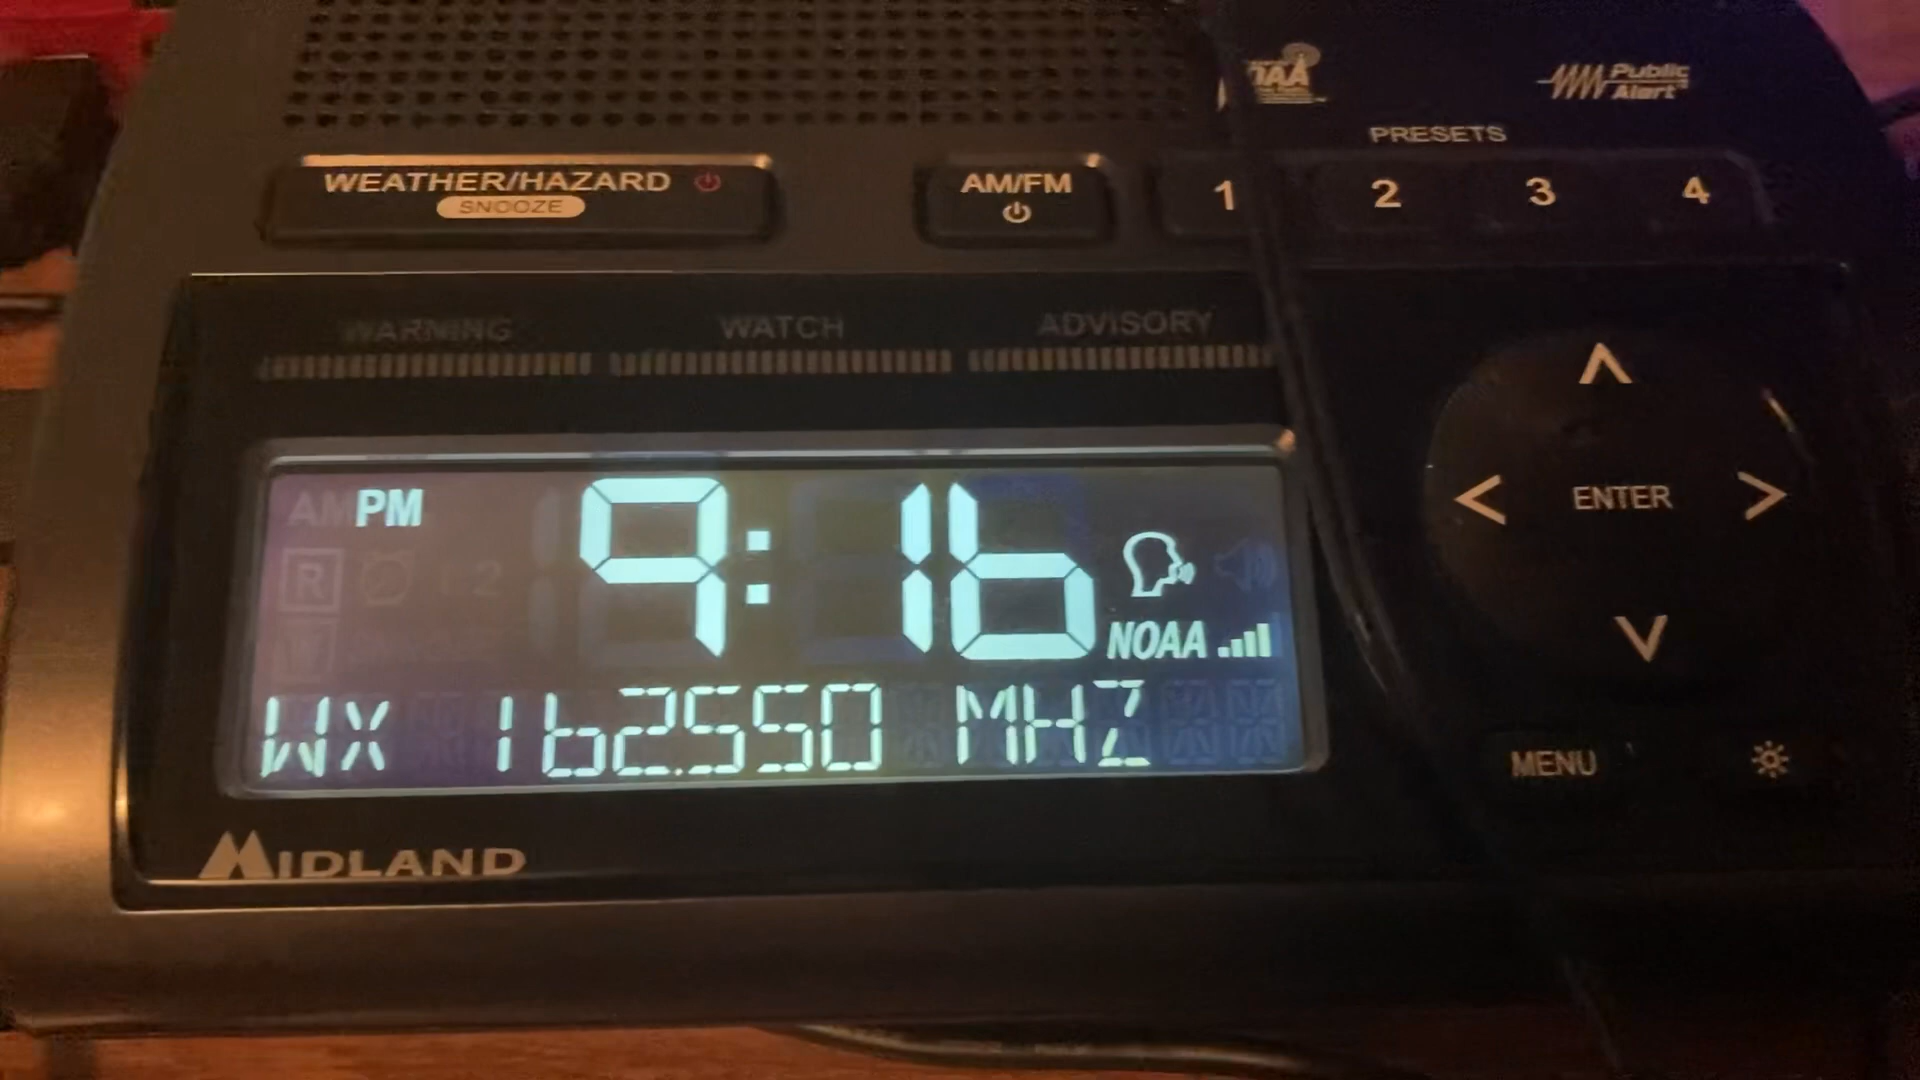 NOAA
Public
Alert
PRESETS
WEATHER/HAZARD
SNOOZE
AM/FM
1 2 3 4
WARNING WATCH ADVISORY
AM PM 9:16
R
NOAA
WX 162.550 MHZ
ENTER
MENU
MIDLAND